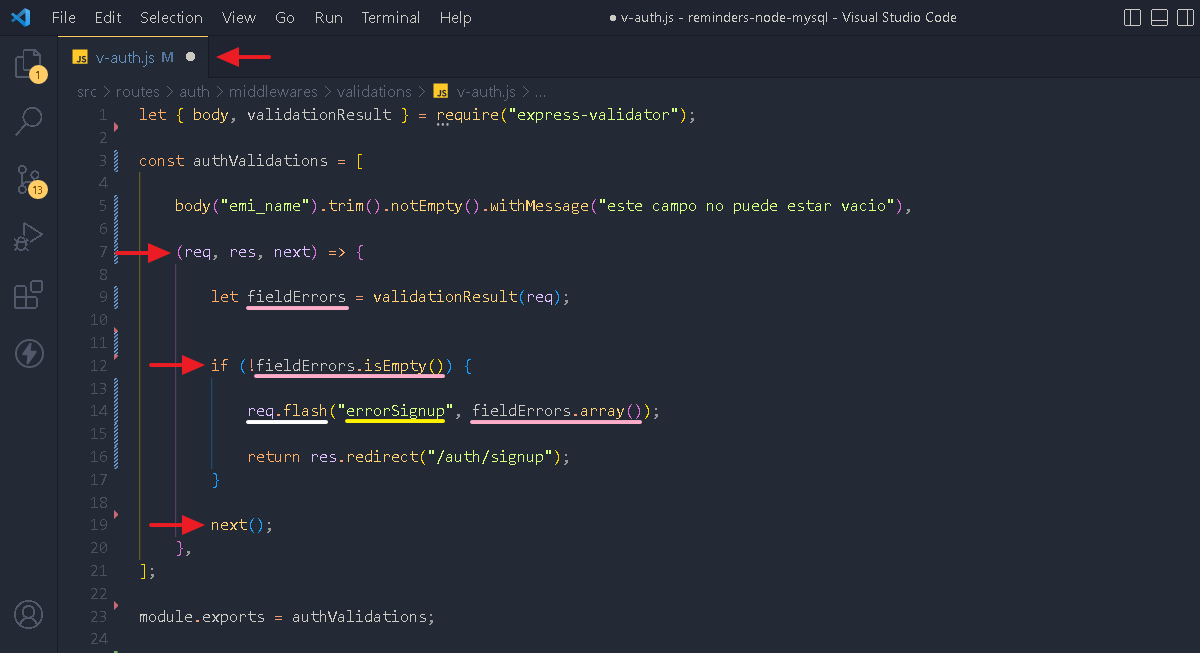 File Edit Selection View Go Run Terminal Help ● v-auth.js - reminders-node-mysql - Visual Studio Code
JS v-auth.js M ●
src > routes > auth > middlewares > validations > JS v-auth.js > ...
1 let { body, validationResult } = require("express-validator");
2
3 const authValidations = [
4
5 body("emi_name").trim().notEmpty().withMessage("este campo no puede estar vacio"),
6
7 (req, res, next) => {
8
9 let fieldErrors = validationResult(req);
10
11
12 if (!fieldErrors.isEmpty()) {
13
14 req.flash("errorSignup", fieldErrors.array());
15
16 return res.redirect("/auth/signup");
17 }
18
19 next();
20 },
21 ];
22
23 module.exports = authValidations;
24
1
13